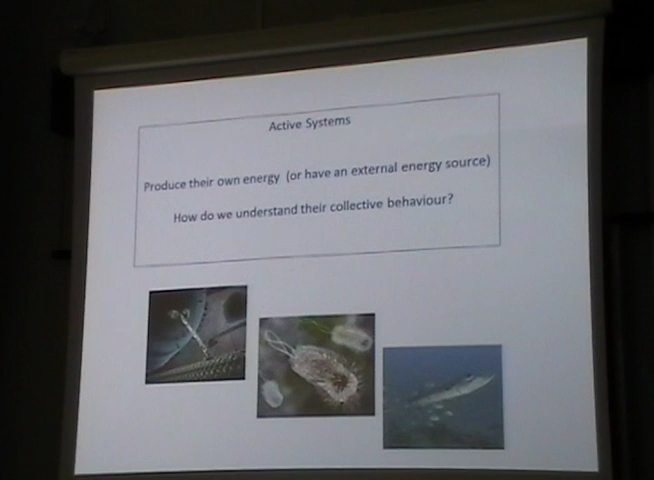 Active Systems
Produce their own energy (or have an external energy source)
How do we understand their collective behaviour?